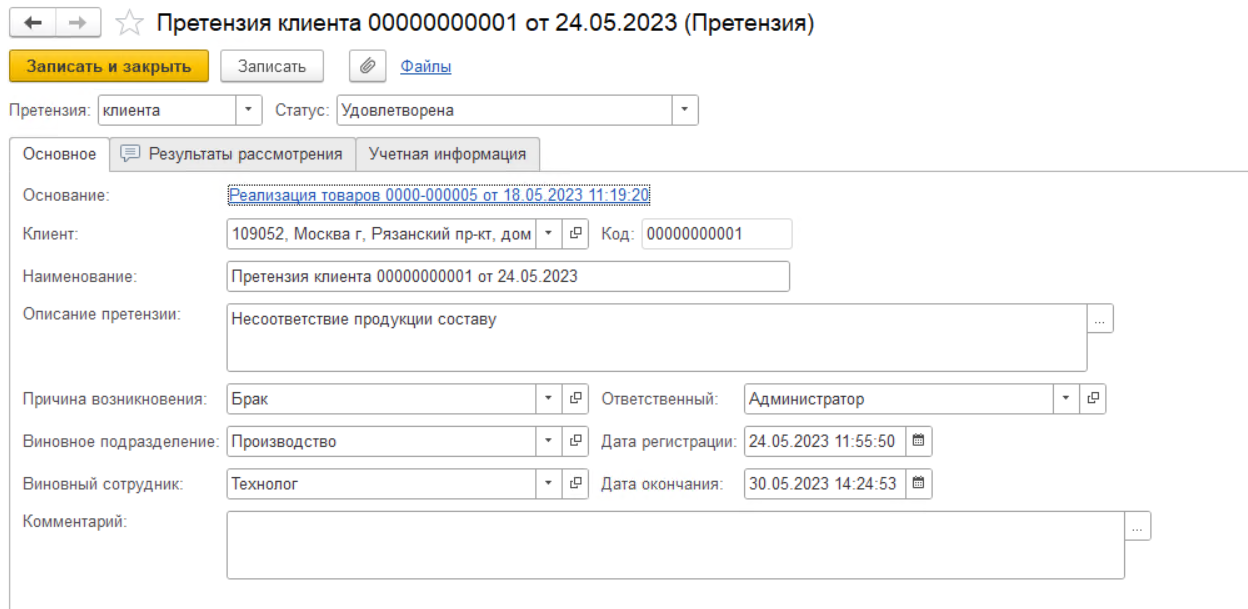 Претензия клиента 00000000001 от 24.05.2023 (Претензия)
Записать и закрыть Записать Файлы
Претензия: клиента Статус: Удовлетворена
Основное Результаты рассмотрения Учетная информация
Основание: Реализация товаров 0000-000005 от 18.05.2023 11:19:20
Клиент: 109052, Москва г, Рязанский пр-кт, дом Код: 00000000001
Наименование: Претензия клиента 00000000001 от 24.05.2023
Описание претензии: Несоответствие продукции составу ...
Причина возникновения: Брак Ответственный: Администратор
Виновное подразделение: Производство Дата регистрации: 24.05.2023 11:55:50
Виновный сотрудник: Технолог Дата окончания: 30.05.2023 14:24:53
Комментарий: ...